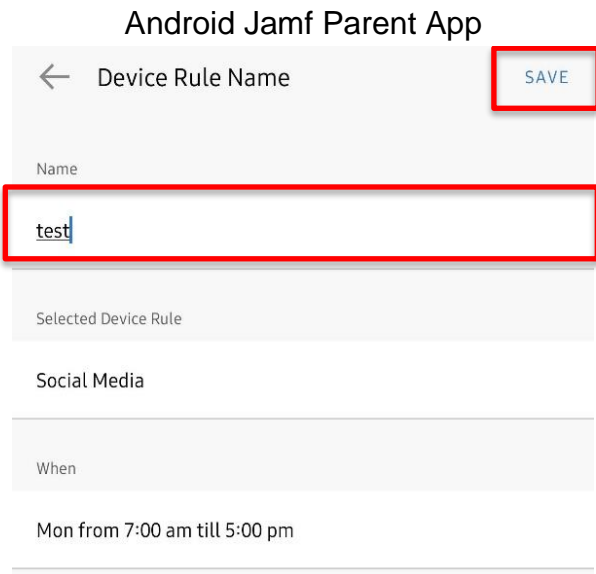 Android Jamf Parent App
Device Rule Name
SAVE
Name
test
Selected Device Rule
Social Media
When
Mon from 7:00 am till 5:00 pm